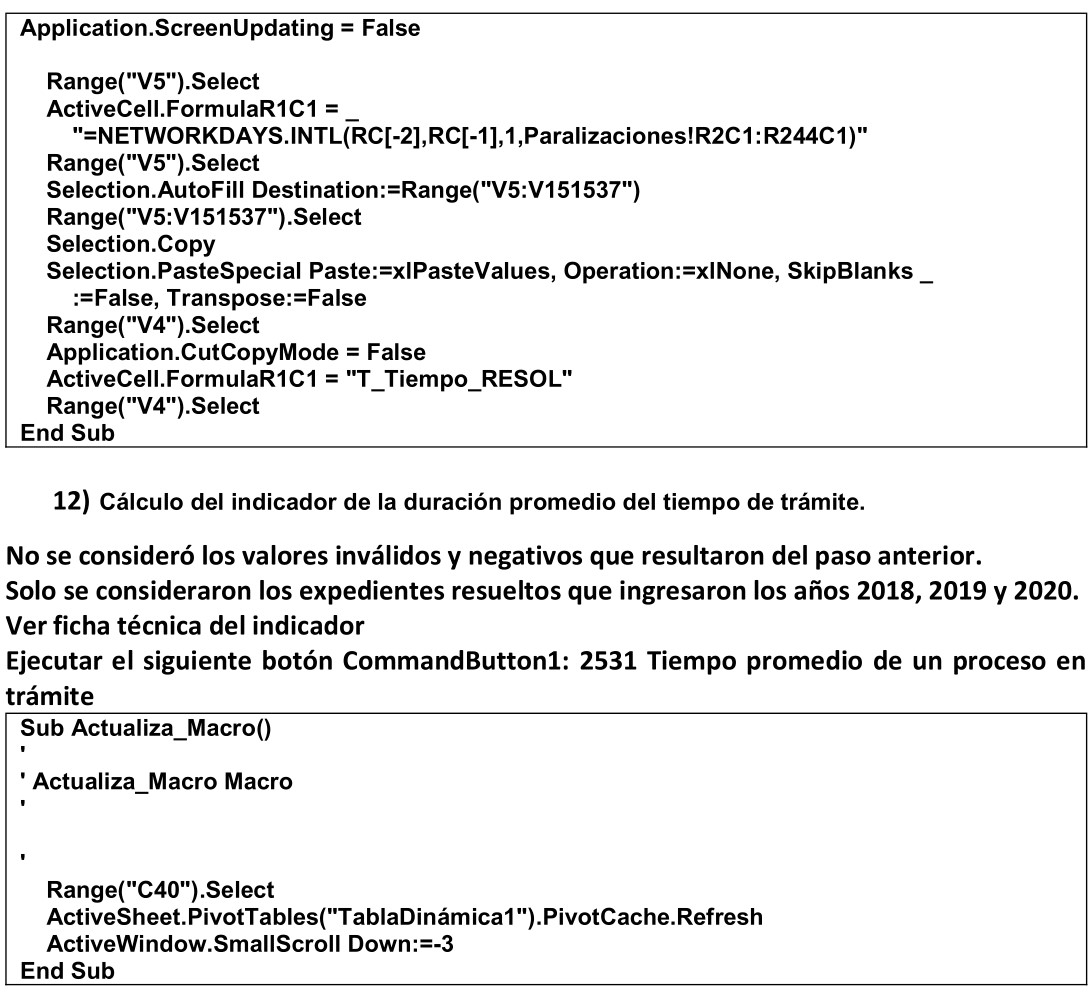 Application.ScreenUpdating = False
Range("V5").Select
ActiveCell.FormulaR1C1 = _
"=NETWORKDAYS.INTL(RC[-2],RC[-1],1,Paralizaciones!R2C1:R244C1)"
Range("V5").Select
Selection.AutoFill Destination:=Range("V5:V151537")
Range("V5:V151537").Select
Selection.Copy
Selection.PasteSpecial Paste:=xlPasteValues, Operation:=xlNone, SkipBlanks _
:=False, Transpose:=False
Range("V4").Select
Application.CutCopyMode = False
ActiveCell.FormulaR1C1 = "T_Tiempo_RESOL"
Range("V4").Select
End Sub
12) Cálculo del indicador de la duración promedio del tiempo de trámite.
No se consideró los valores inválidos y negativos que resultaron del paso anterior.
Solo se consideraron los expedientes resueltos que ingresaron los años 2018, 2019 y 2020.
Ver ficha técnica del indicador
Ejecutar el siguiente botón CommandButton1: 2531 Tiempo promedio de un proceso en
trámite
Sub Actualiza_Macro()
'
' Actualiza_Macro Macro
'
'
Range("C40").Select
ActiveSheet.PivotTables("TablaDinámica1").PivotCache.Refresh
ActiveWindow.SmallScroll Down:=-3
End Sub